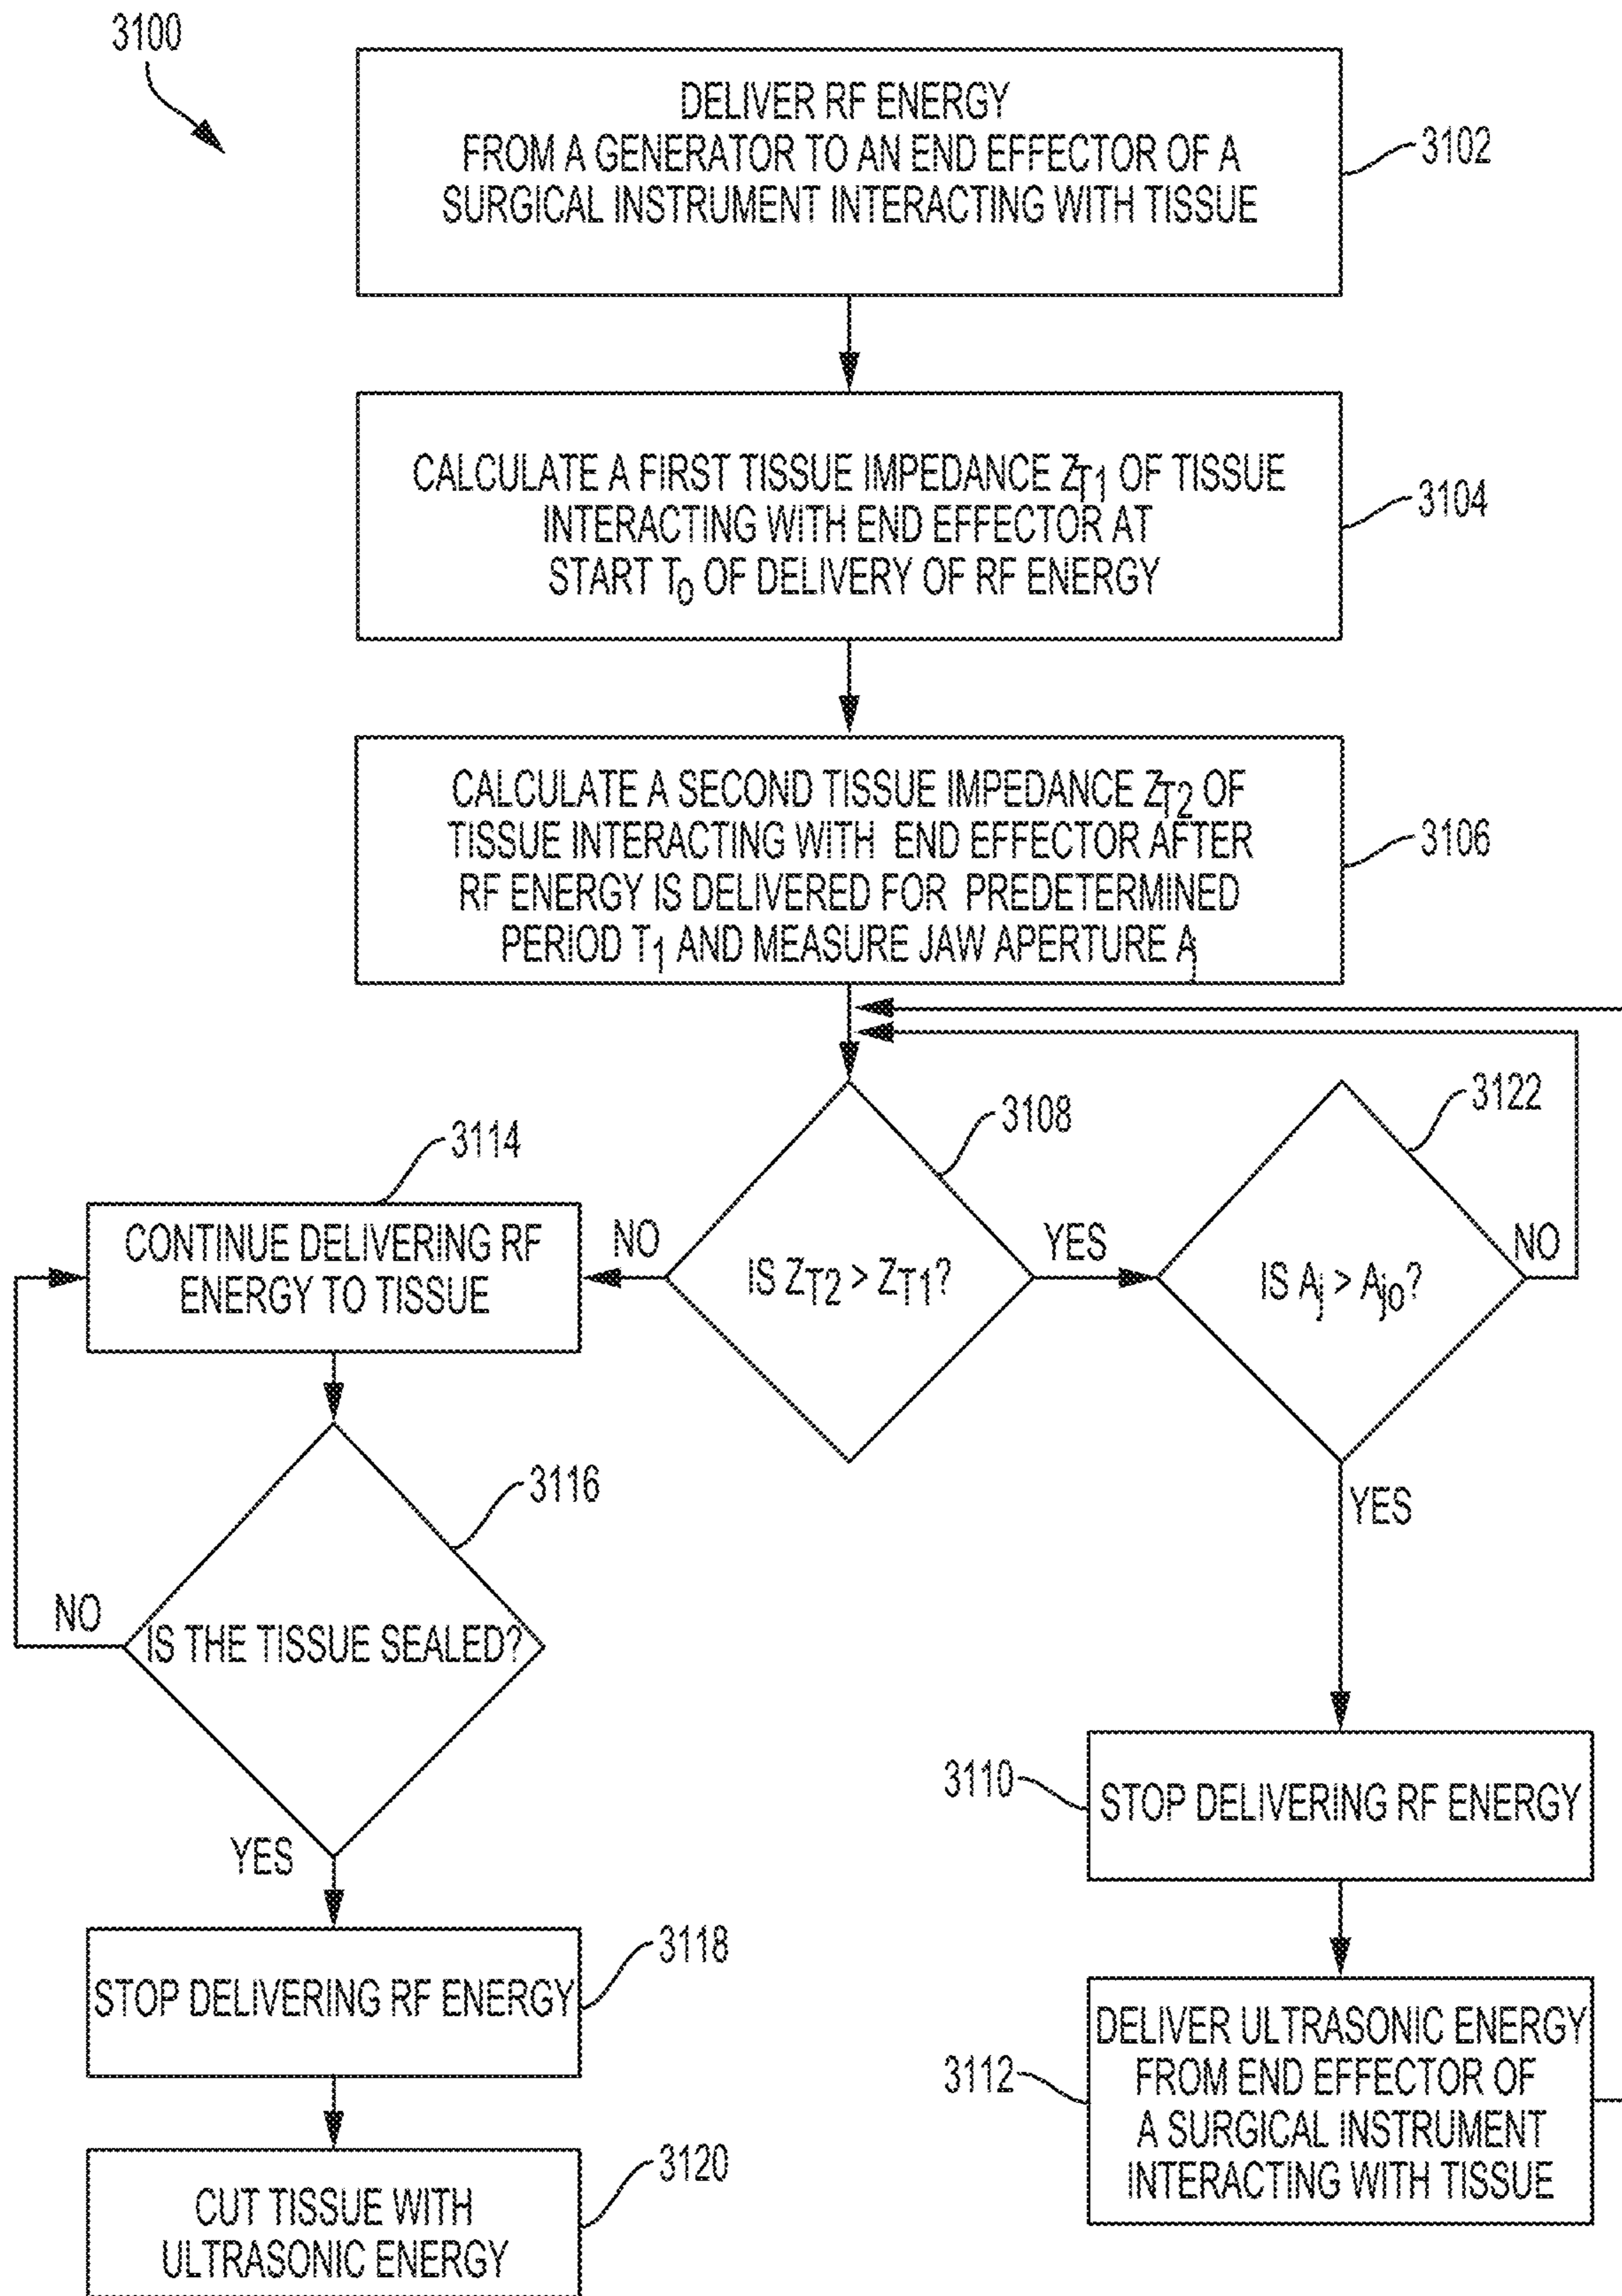 3100
DELIVER RF ENERGY
FROM A GENERATOR TO AN END EFFECTOR OF A
SURGICAL INSTRUMENT INTERACTING WITH TISSUE
3102
CALCULATE A FIRST TISSUE IMPEDANCE ZT1 OF TISSUE
INTERACTING WITH END EFFECTOR AT
START T0 OF DELIVERY OF RF ENERGY
3104
CALCULATE A SECOND TISSUE IMPEDANCE ZT2 OF
TISSUE INTERACTING WITH END EFFECTOR AFTER
RF ENERGY IS DELIVERED FOR PREDETERMINED
PERIOD T1 AND MEASURE JAW APERTURE Aj
3106
3108
IS ZT2 > ZT1?
NO
YES
3122
IS Aj > Aj0?
NO
YES
3114
CONTINUE DELIVERING RF
ENERGY TO TISSUE
3116
IS THE TISSUE SEALED?
NO
YES
3118
STOP DELIVERING RF ENERGY
3120
CUT TISSUE WITH
ULTRASONIC ENERGY
3110
STOP DELIVERING RF ENERGY
3112
DELIVER ULTRASONIC ENERGY
FROM END EFFECTOR OF
A SURGICAL INSTRUMENT
INTERACTING WITH TISSUE